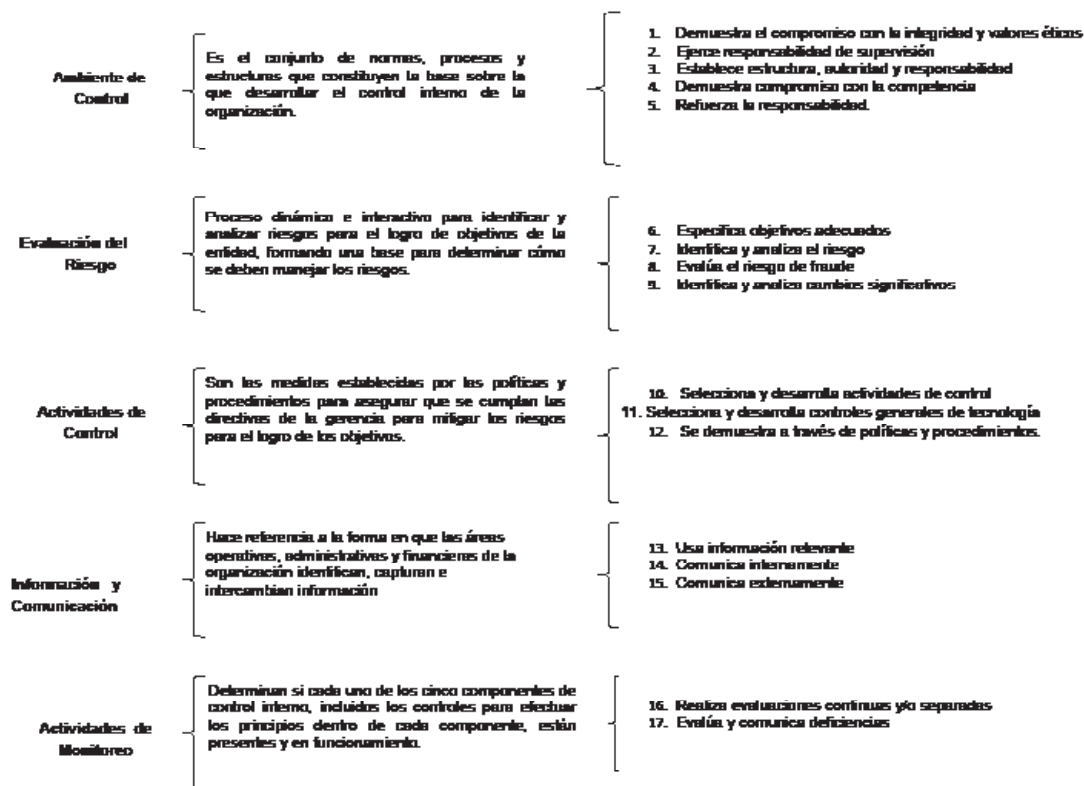 Ambiente de
Control
Es el conjunto de normas, procesos y
estructuras que constituyen la base sobre la
que desarrollar el control interno de la
organización.
1. Demuestra el compromiso con la integridad y valores éticos
2. Ejerce responsabilidad de supervisión
3. Establece estructura, autoridad y responsabilidad
4. Demuestra compromiso con la competencia
5. Refuerza la responsabilidad.
Evaluación del
Riesgo
Proceso dinámico e interactivo para identificar y
analizar riesgos para el logro de objetivos de la
entidad, formando una base para determinar cómo
se deben manejar los riesgos.
6. Especifica objetivos adecuados
7. Identifica y analiza el riesgo
8. Evalúa el riesgo de fraude
9. Identifica y analiza cambios significativos
Actividades de
Control
Son las medidas establecidas por las políticas y
procedimientos para asegurar que se cumplan las
directivas de la gerencia para mitigar los riesgos
para el logro de los objetivos.
10. Selecciona y desarrolla actividades de control
11. Selecciona y desarrolla controles generales de tecnología
12. Se demuestra a través de políticas y procedimientos.
Información y
Comunicación
Hace referencia a la forma en que las áreas
operativas, administrativas y financieras de la
organización identifican, capturan e
intercambian información
13. Usa información relevante
14. Comunica internamente
15. Comunica externamente
Actividades de
Monitoreo
Determinan si cada uno de los cinco componentes de
control interno, incluidos los controles para efectuar
los principios dentro de cada componente, están
presentes y en funcionamiento.
16. Realiza evaluaciones continuas y/o separadas
17. Evalúa y comunica deficiencias